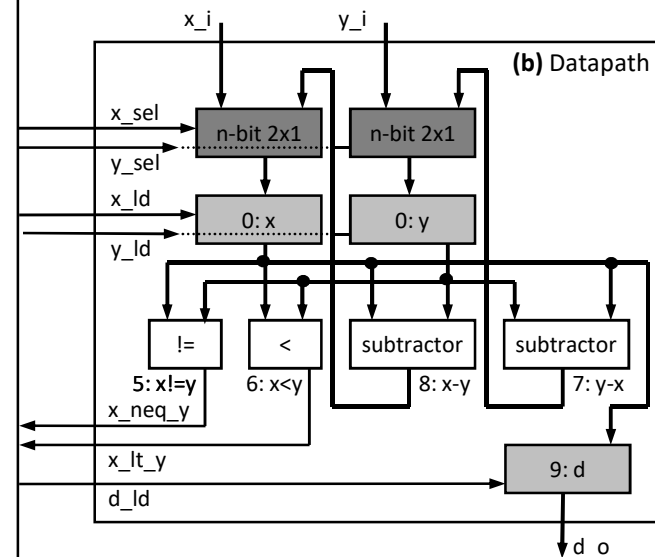 x_i
y_i
(b) Datapath
x_sel
n-bit 2x1
n-bit 2x1
y_sel
x_ld
0: x
0: y
y_ld
!=
<
subtractor
subtractor
5: x!=y
6: x<y
8: x-y
7: y-x
x_neq_y
x_lt_y
9: d
d_ld
d_o